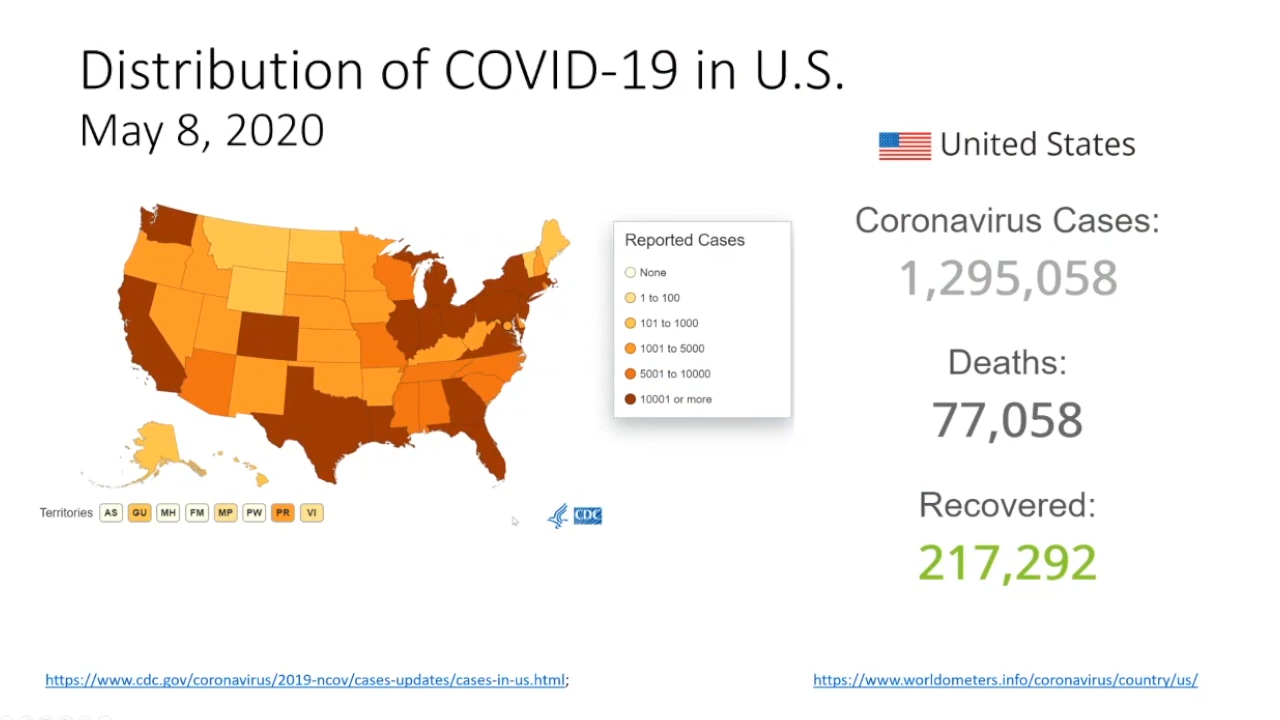 Distribution of COVID-19 in U.S.
May 8, 2020
United States
Coronavirus Cases:
1,295,058
Deaths:
77,058
Recovered:
217,292
Reported Cases
None
1 to 100
101 to 1000
1001 to 5000
5001 to 10000
10001 or more
Territories AS GU MH FM MP PW PR VI
CDC
https://www.cdc.gov/coronavirus/2019-ncov/cases-updates/cases-in-us.html;
https://www.worldometers.info/coronavirus/country/us/